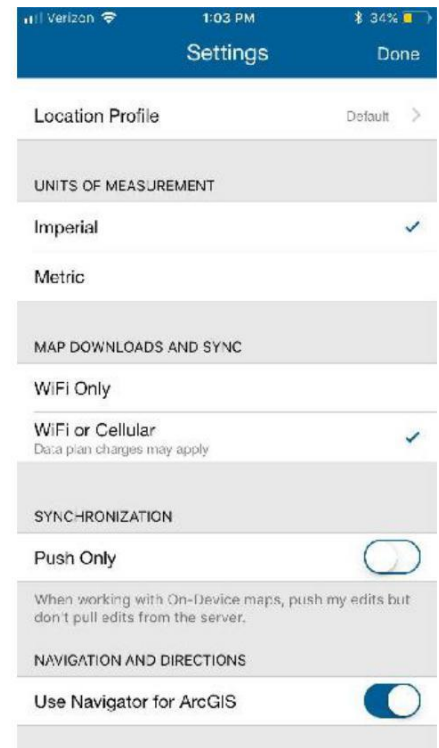 Verizon 1:03 PM 34%
Settings Done
Location Profile Default
UNITS OF MEASUREMENT
Imperial
Metric
MAP DOWNLOADS AND SYNC
WiFi Only
WiFi or Cellular
Data plan charges may apply
SYNCHRONIZATION
Push Only
When working with On-Device maps, push my edits but
don't pull edits from the server.
NAVIGATION AND DIRECTIONS
Use Navigator for ArcGIS